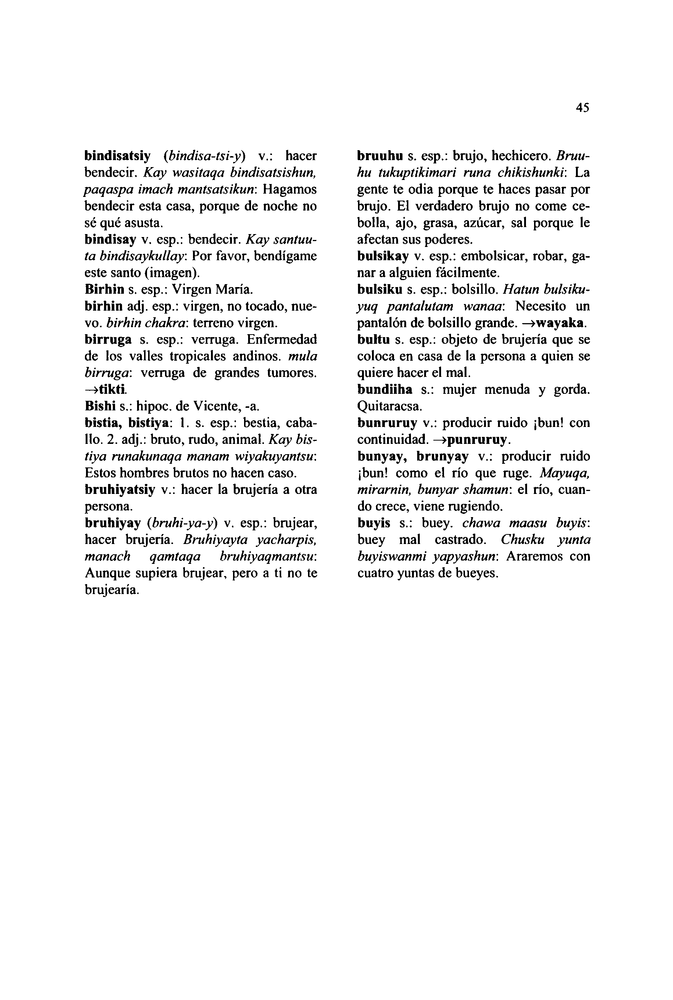 45
bindisatsiy (bindisa-tsi-y) v.: hacer
bendecir. Kay wasitaqa bindisatsishun,
paqaspa imach mantsatsikun: Hagamos
bendecir esta casa, porque de noche no
sé qué asusta.
bindisay v. esp.: bendecir. Kay santuu-
ta bindisaykullay: Por favor, bendígame
este santo (imagen).
Birhin s. esp.: Virgen María.
birhin adj. esp.: virgen, no tocado, nue-
vo. birhin chakra: terreno virgen.
birruga s. esp.: verruga. Enfermedad
de los valles tropicales andinos. mula
birruga: verruga de grandes tumores.
→tikti.
Bishi s.: hipoc. de Vicente, -a.
bistia, bistiya: 1. s. esp.: bestia, caba-
llo. 2. adj.: bruto, rudo, animal. Kay bis-
tiya runakunaqa manam wiyakuyantsu:
Estos hombres brutos no hacen caso.
bruhiyatsiy v.: hacer la brujería a otra
persona.
bruhiyay (bruhi-ya-y) v. esp.: brujear,
hacer brujería. Bruhiyayta yacharpis,
manach qamtaqa bruhiyaqmantsu:
Aunque supiera brujear, pero a ti no te
brujearía.
bruuhu s. esp.: brujo, hechicero. Bruu-
hu tukuptikimari runa chikishunki: La
gente te odia porque te haces pasar por
brujo. El verdadero brujo no come ce-
bolla, ajo, grasa, azúcar, sal porque le
afectan sus poderes.
bulsikay v. esp.: embolsicar, robar, ga-
nar a alguien fácilmente.
bulsiku s. esp.: bolsillo. Hatun bulsiku-
yuq pantalutam wanaa: Necesito un
pantalón de bolsillo grande. →wayaka.
bultu s. esp.: objeto de brujería que se
coloca en casa de la persona a quien se
quiere hacer el mal.
bundiiha s.: mujer menuda y gorda.
Quitaracsa.
bunruruy v.: producir ruido ¡bun! con
continuidad. →punruruy.
bunyay, brunyay v.: producir ruido
¡bun! como el río que ruge. Mayuqa,
mirarnin, bunyar shamun: el río, cuan-
do crece, viene rugiendo.
buyis s.: buey. chawa maasu buyis:
buey mal castrado. Chusku yunta
buyiswanmi yapyashun: Araremos con
cuatro yuntas de bueyes.